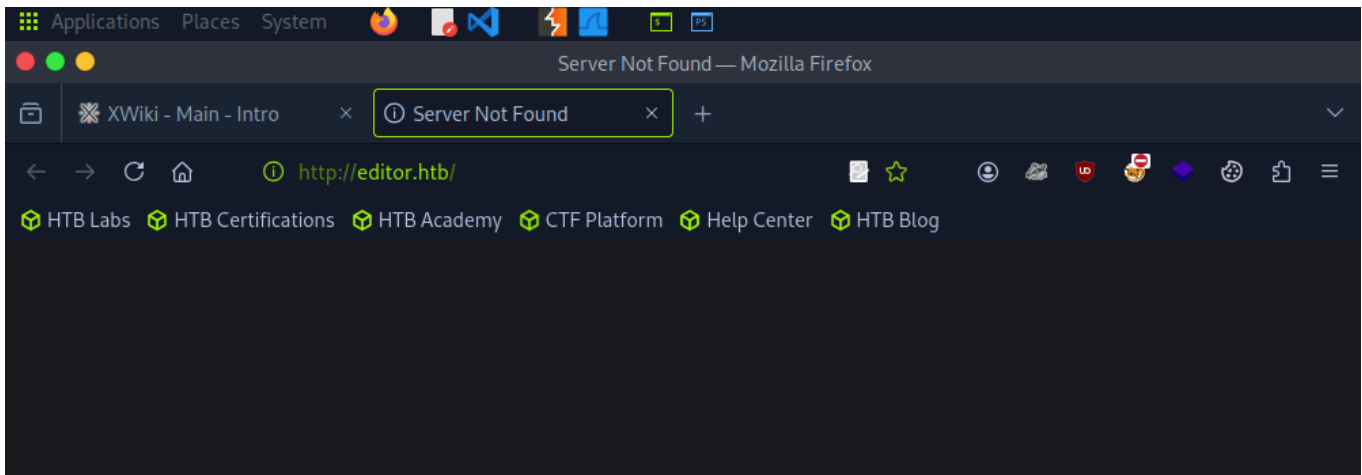 Applications Places System $ PS
Server Not Found — Mozilla Firefox
XWiki - Main - Intro × Server Not Found × +
http://editor.htb/
HTB Labs HTB Certifications HTB Academy CTF Platform Help Center HTB Blog